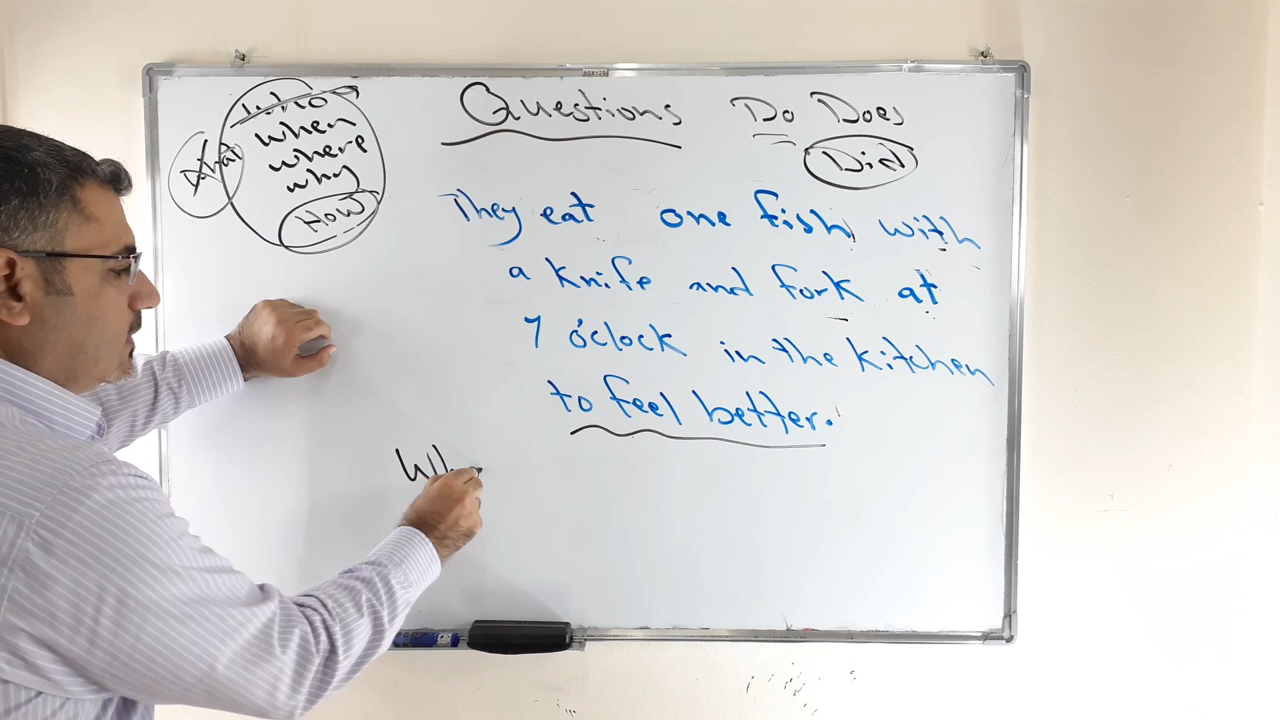 Who
when
what
where
why
How
Questions Do Does
Did
They eat one fish with
a knife and fork at
7 o'clock in the kitchen
to feel better.
Wh